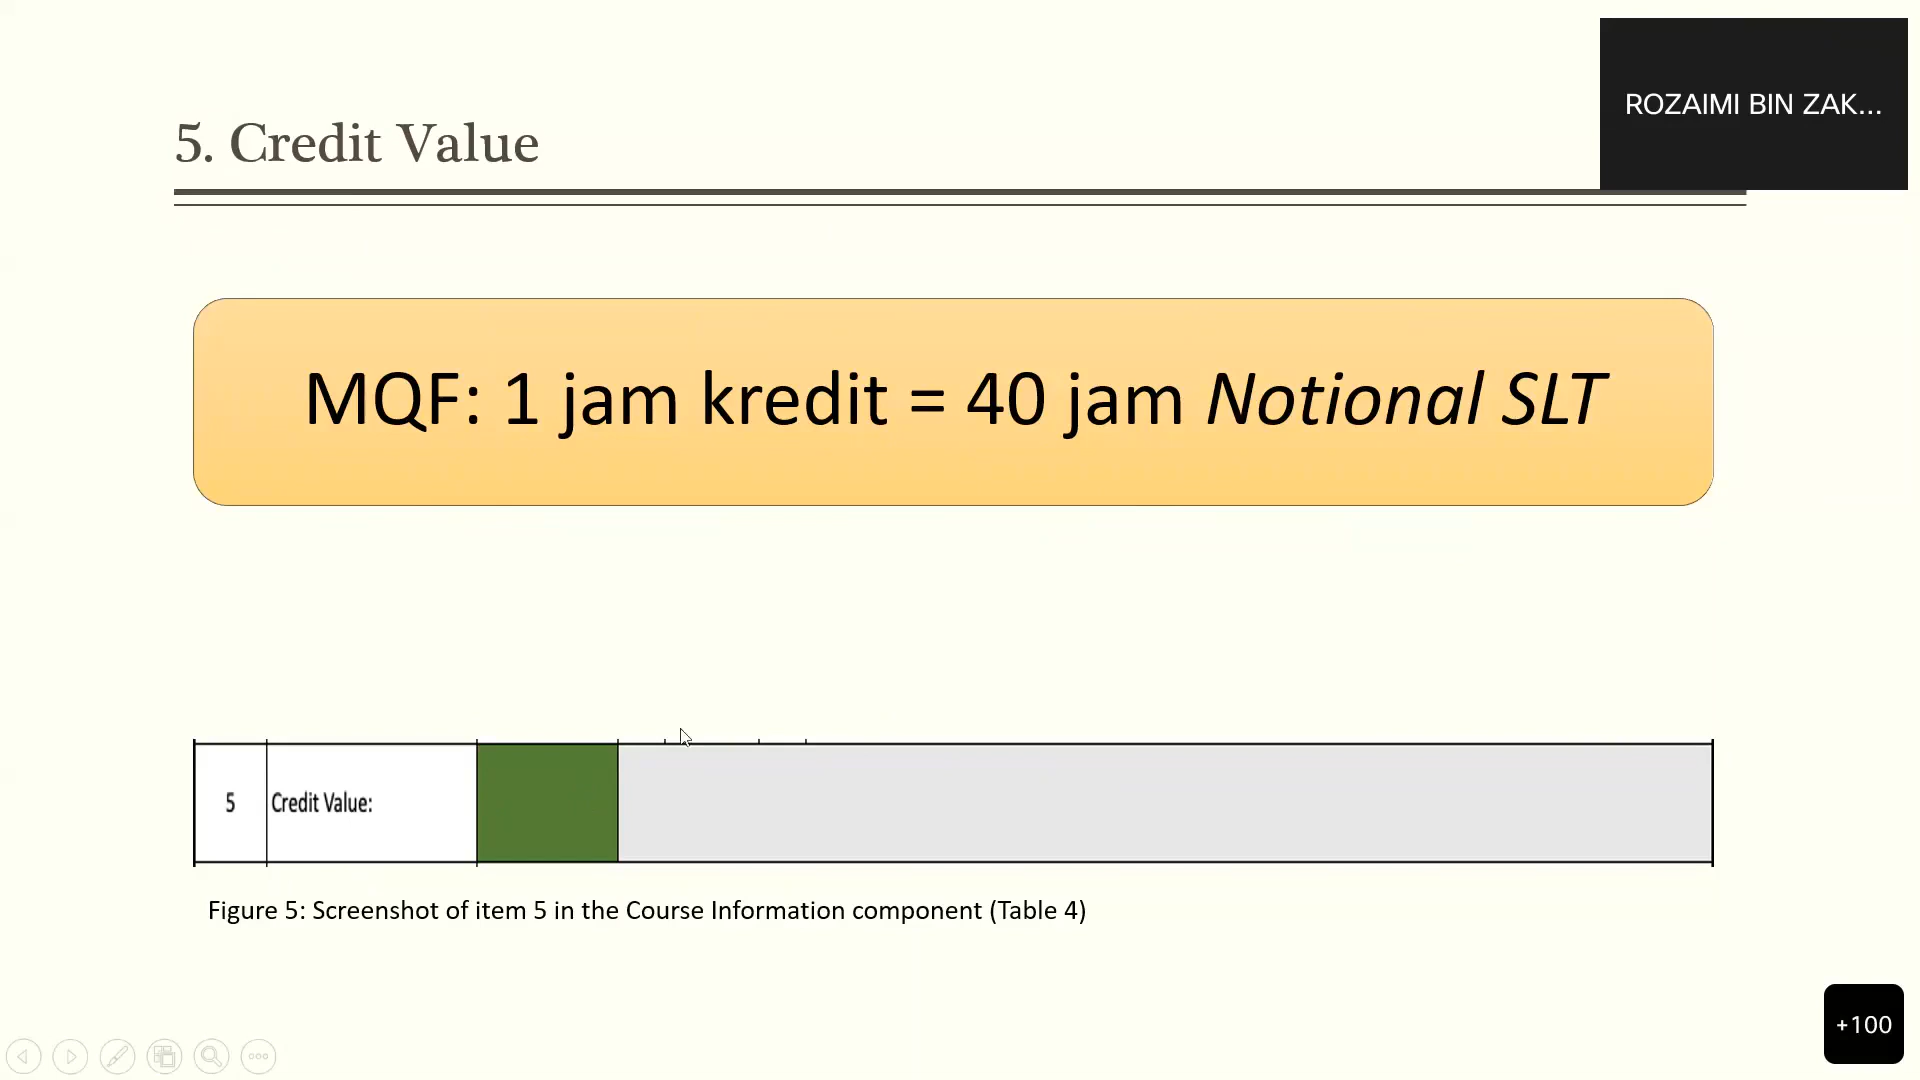 ROZAIMI BIN ZAK...
5. Credit Value
MQF: 1 jam kredit = 40 jam Notional SLT
5 Credit Value:
Figure 5: Screenshot of item 5 in the Course Information component (Table 4)
+100